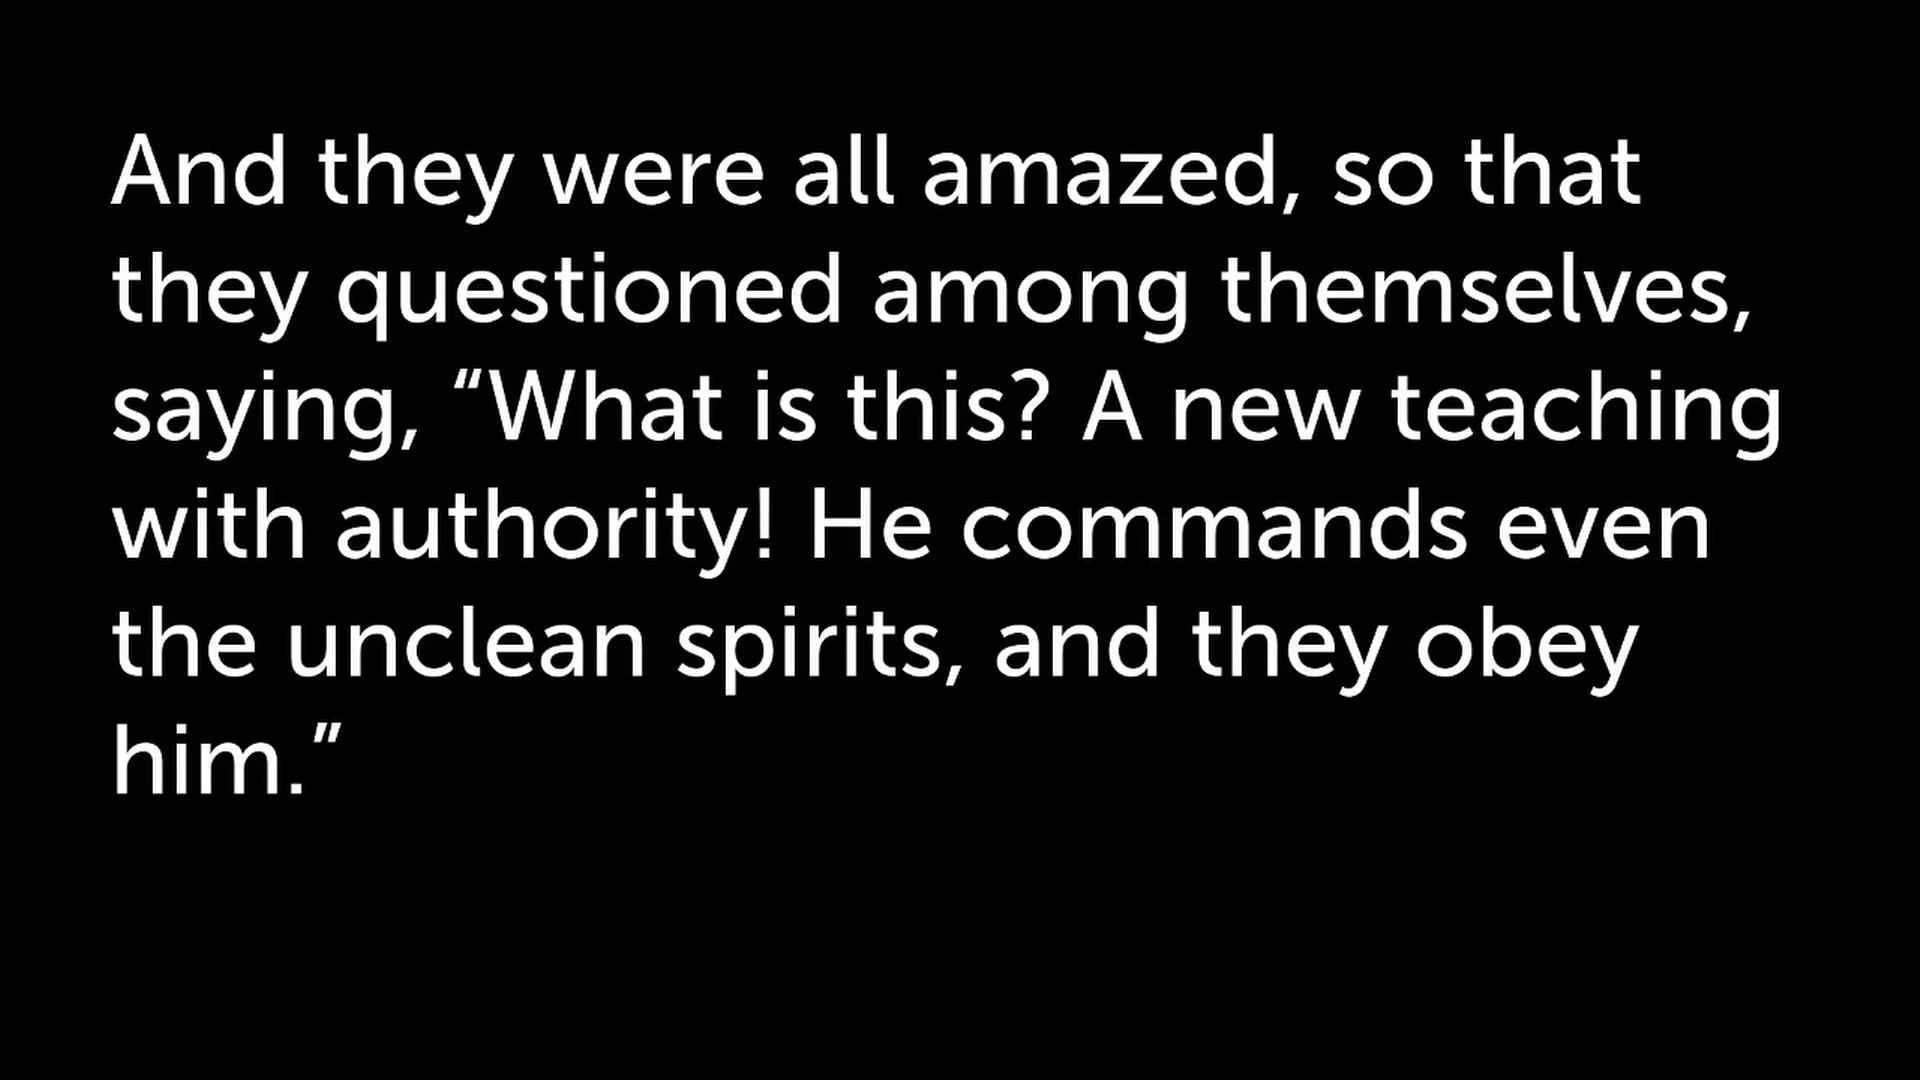 And they were all amazed, so that
they questioned among themselves,
saying, “What is this? A new teaching
with authority! He commands even
the unclean spirits, and they obey
him.”